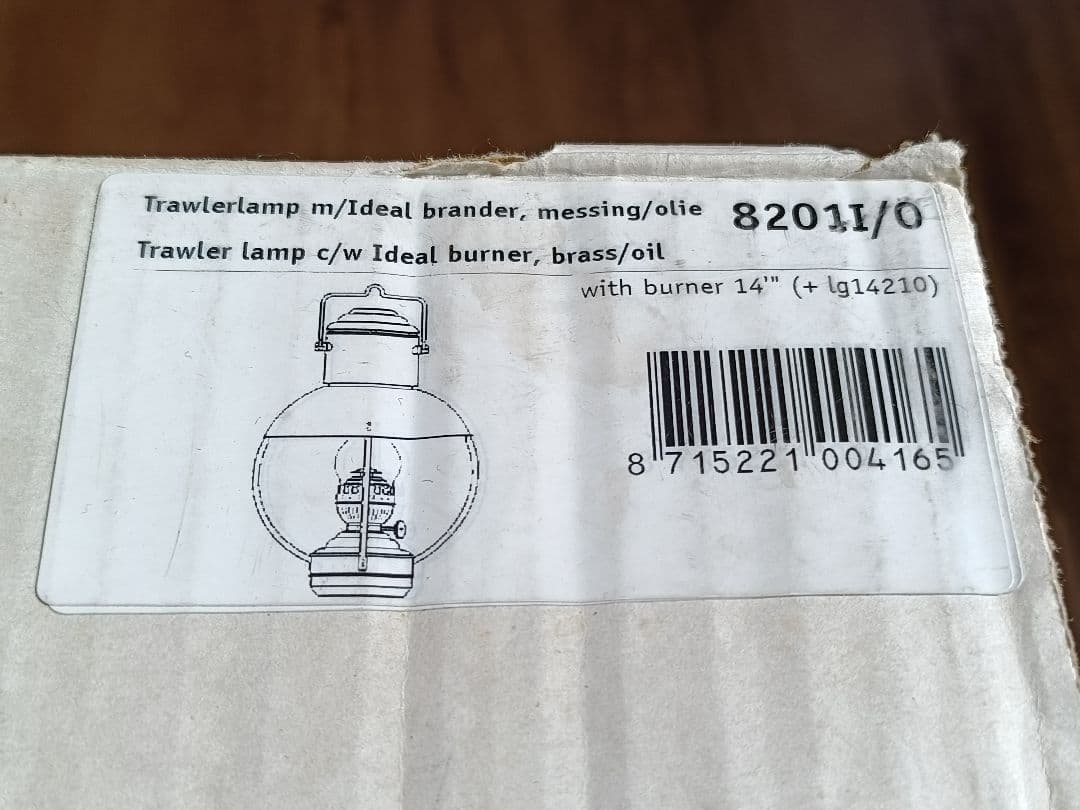 Trawlerlamp m/Ideal brander, messing/olie 8201I/O
Trawler lamp c/w Ideal burner, brass/oil
with burner 14''' (+ lg14210)
8 715221 004165